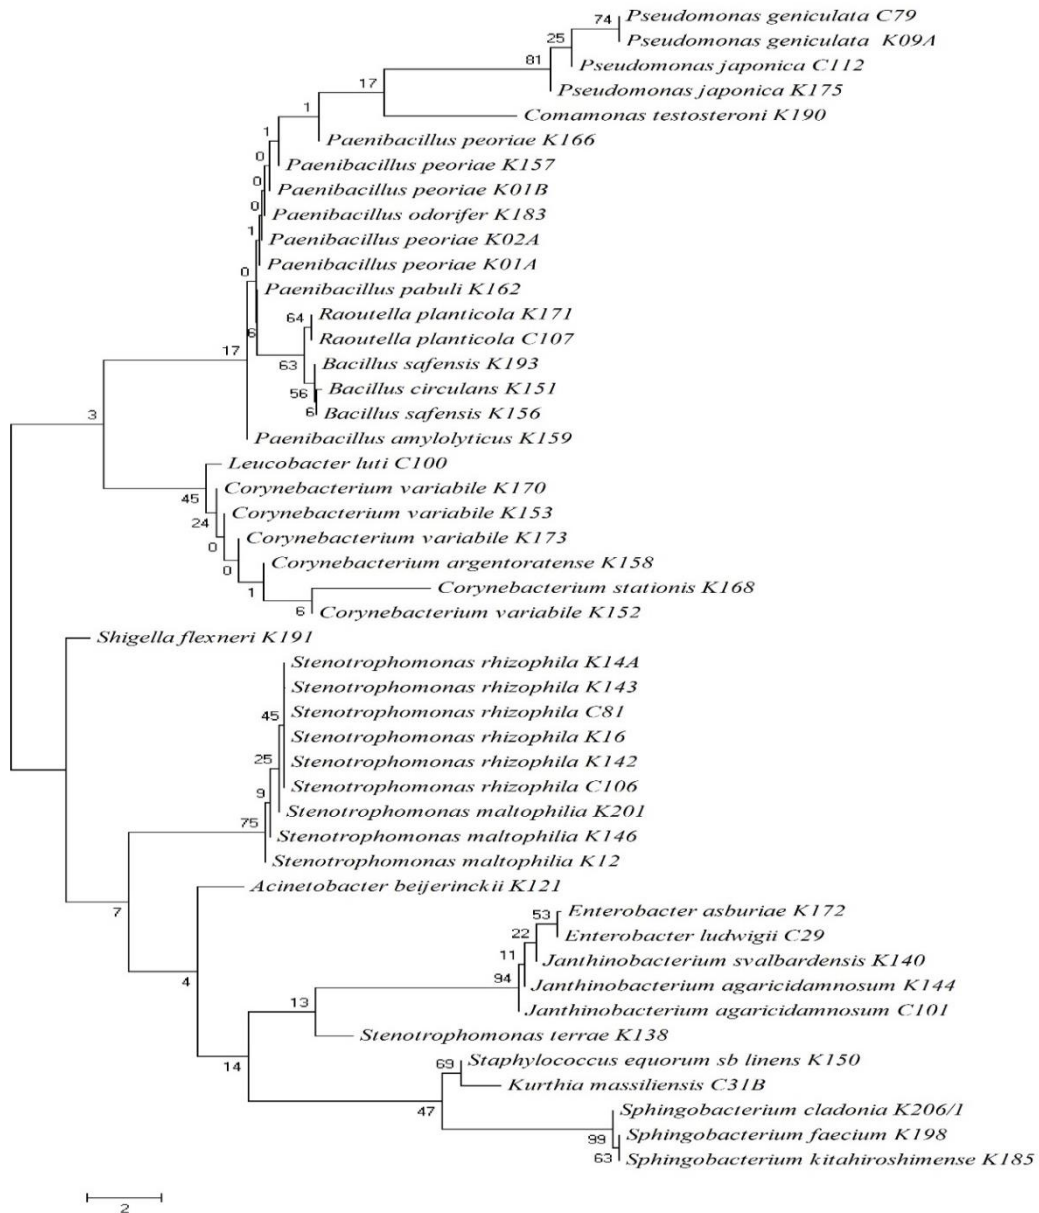 74 Pseudomonas geniculata C79
Pseudomonas geniculata K09A
25
Pseudomonas japonica C112
81
Pseudomonas japonica K175
17
Comamonas testosteroni K190
1
Paenibacillus peoriae K166
1
Paenibacillus peoriae K157
0
Paenibacillus peoriae K01B
0
Paenibacillus odorifer K183
0
Paenibacillus peoriae K02A
1
Paenibacillus peoriae K01A
0
Paenibacillus pabuli K162
Raoutella planticola K171
64
Raoutella planticola C107
6
17
63
Bacillus safensis K193
Bacillus circulans K151
56
Bacillus safensis K156
6
Paenibacillus amylolyticus K159
3
Leucobacter luti C100
Corynebacterium variabile K170
45
Corynebacterium variabile K153
24
Corynebacterium variabile K173
0
Corynebacterium argentoratense K158
0
Corynebacterium stationis K168
1
Corynebacterium variabile K152
6
Shigella flexneri K191
Stenotrophomonas rhizophila K14A
Stenotrophomonas rhizophila K143
Stenotrophomonas rhizophila C81
45
Stenotrophomonas rhizophila K16
Stenotrophomonas rhizophila K142
25
Stenotrophomonas rhizophila C106
9
Stenotrophomonas maltophilia K201
75
Stenotrophomonas maltophilia K146
Stenotrophomonas maltophilia K12
Acinetobacter beijerinckii K121
7
53 Enterobacter asburiae K172
22
Enterobacter ludwigii C29
11
Janthinobacterium svalbardensis K140
94
Janthinobacterium agaricidamnosum K144
4
13
Janthinobacterium agaricidamnosum C101
Stenotrophomonas terrae K138
14
69 Staphylococcus equorum sb linens K150
Kurthia massiliensis C31B
47
Sphingobacterium cladonia K206/1
99
Sphingobacterium faecium K198
63
Sphingobacterium kitahiroshimense K185
2